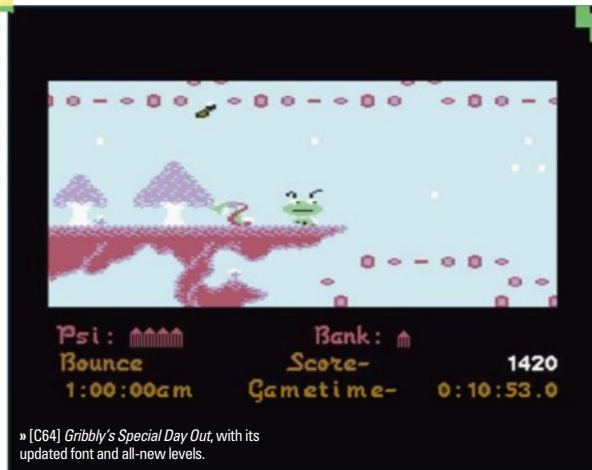 Psi: Bank:
Bounce Score- 1420
1:00:00am Gametime- 0:10:53.0
» [C64] Gribbly's Special Day Out, with its
updated font and all-new levels.